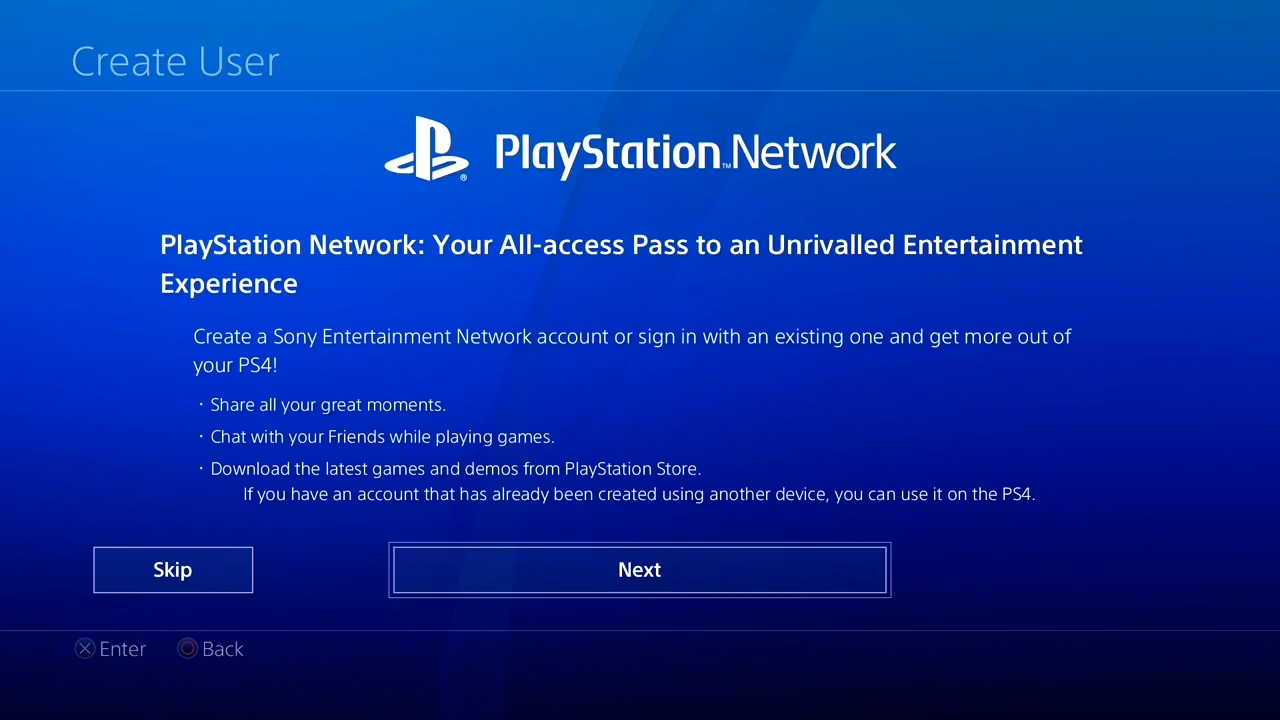 Create User
PlayStation™Network
PlayStation Network: Your All-access Pass to an Unrivalled Entertainment
Experience
Create a Sony Entertainment Network account or sign in with an existing one and get more out of
your PS4!
· Share all your great moments.
· Chat with your Friends while playing games.
· Download the latest games and demos from PlayStation Store.
If you have an account that has already been created using another device, you can use it on the PS4.
Skip
Next
Enter Back